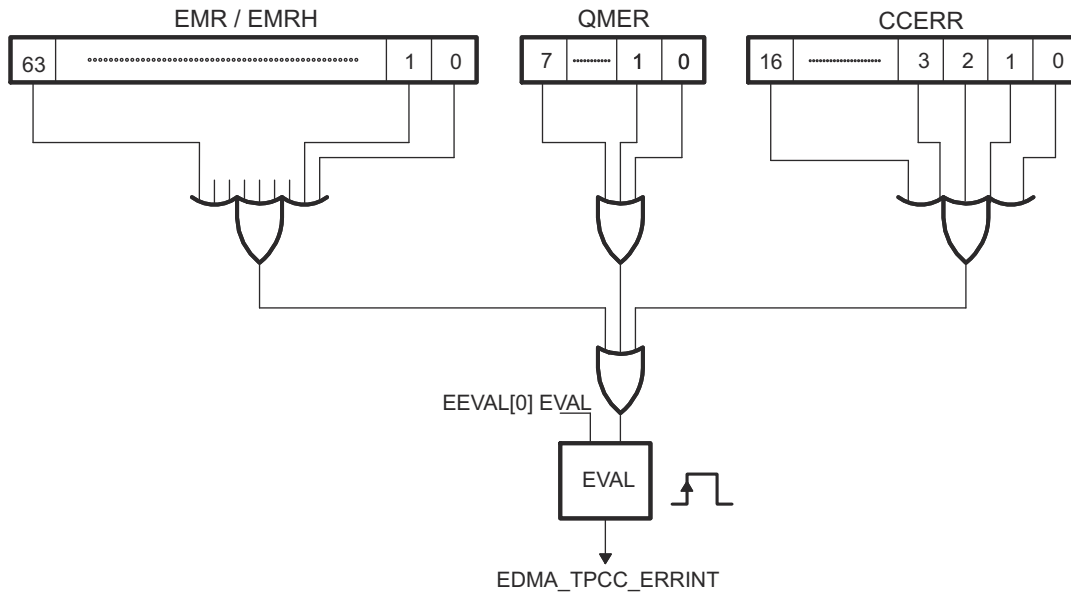 EMR / EMRH
QMER
CCERR
63 1 0
7 1 0
16 3 2 1 0
EEVAL[0] EVAL
EVAL
EDMA_TPCC_ERRINT